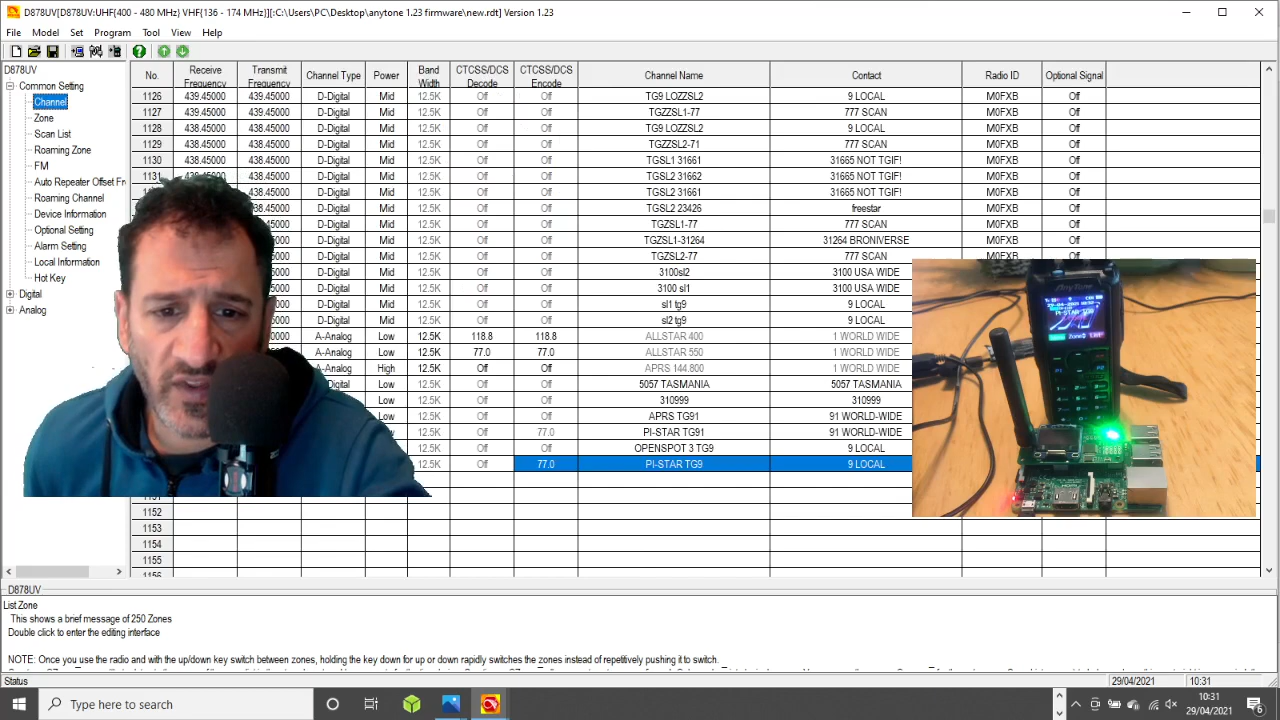 D878UV[D878UV:UHF{400 - 480 MHz} VHF{136 - 174 MHz}][:C:\Users\PC\Desktop\anytone 1.23 firmware\new.rdt] Version 1.23
File Model Set Program Tool View Help
D878UV
Common Setting
Channel
Zone
Scan List
Roaming Zone
FM
Auto Repeater Offset Fr
Roaming Channel
Device Information
Optional Setting
Alarm Setting
Local Information
Hot Key
Digital
Analog
No. Receive Frequency Transmit Frequency Channel Type Power Band Width CTCSS/DCS Decode CTCSS/DCS Encode Channel Name Contact Radio ID Optional Signal
1126 439.45000 439.45000 D-Digital Mid 12.5K Off Off TG9 LOZZSL2 9 LOCAL M0FXB Off
1127 439.45000 439.45000 D-Digital Mid 12.5K Off Off TGZZSL1-77 777 SCAN M0FXB Off
1128 438.45000 438.45000 D-Digital Mid 12.5K Off Off TG9 LOZZSL2 9 LOCAL M0FXB Off
1129 438.45000 438.45000 D-Digital Mid 12.5K Off Off TGZZSL2-71 777 SCAN M0FXB Off
1130 438.45000 438.45000 D-Digital Mid 12.5K Off Off TGSL1 31661 31665 NOT TGIF! M0FXB Off
1131 438.45000 438.45000 D-Digital Mid 12.5K Off Off TGSL2 31662 31665 NOT TGIF! M0FXB Off
438.45000 D-Digital Mid 12.5K Off Off TGSL2 31661 31665 NOT TGIF! M0FXB Off
D-Digital Mid 12.5K Off Off TGSL2 23426 freestar M0FXB Off
D-Digital Mid 12.5K Off Off TGZSL1-77 777 SCAN M0FXB Off
D-Digital Mid 12.5K Off Off TGZSL1-31264 31264 BRONIVERSE M0FXB Off
D-Digital Mid 12.5K Off Off TGZSL2-77 777 SCAN M0FXB Off
D-Digital Mid 12.5K Off Off 3100sl2 3100 USA WIDE
D-Digital Mid 12.5K Off Off 3100 sl1 3100 USA WIDE
D-Digital Mid 12.5K Off Off sl1 tg9 9 LOCAL
D-Digital Mid 12.5K Off Off sl2 tg9 9 LOCAL
A-Analog Low 12.5K 118.8 118.8 ALLSTAR 400 1 WORLD WIDE
A-Analog Low 12.5K 77.0 77.0 ALLSTAR 550 1 WORLD WIDE
A-Analog High 12.5K Off Off APRS 144.800 1 WORLD WIDE
Low 12.5K Off Off 5057 TASMANIA 5057 TASMANIA
Low 12.5K Off Off 310999 310999
Low 12.5K Off Off APRS TG91 91 WORLD-WIDE
12.5K Off 77.0 PI-STAR TG91 91 WORLD-WIDE
12.5K Off Off OPENSPOT 3 TG9 9 LOCAL
12.5K Off 77.0 PI-STAR TG9 9 LOCAL
1152
1153
1154
1155
1156
D878UV
List Zone
This shows a brief message of 250 Zones
Double click to enter the editing interface
NOTE: Once you use the radio and with the up/down key switch between zones, holding the key down for up or down rapidly switches the zones instead of repetitively pushing it to switch.
Status 29/04/2021 10:31
Type here to search
10:31
29/04/2021
6